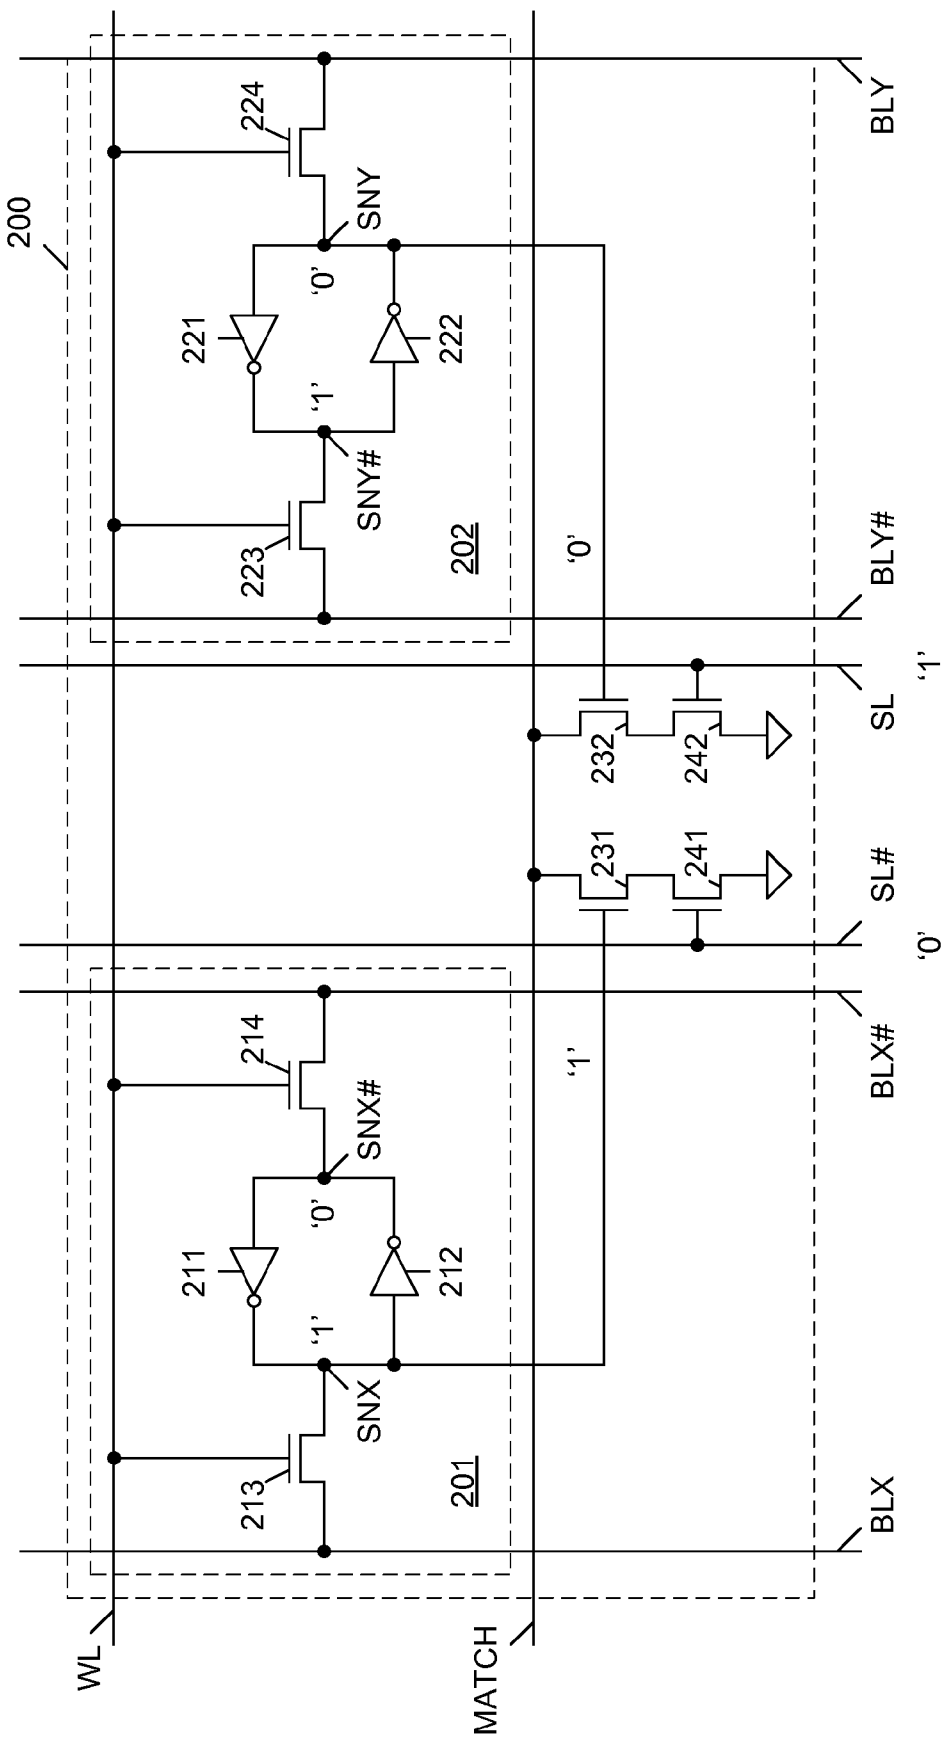 200
WL
213
214
223
224
211
221
SNX
'1'
'0'
SNX#
SNY#
'1'
'0'
SNY
212
222
201
202
MATCH
'1'
'0'
231
232
241
242
BLX
BLX#
SL#
SL
BLY#
BLY
'0'
'1'